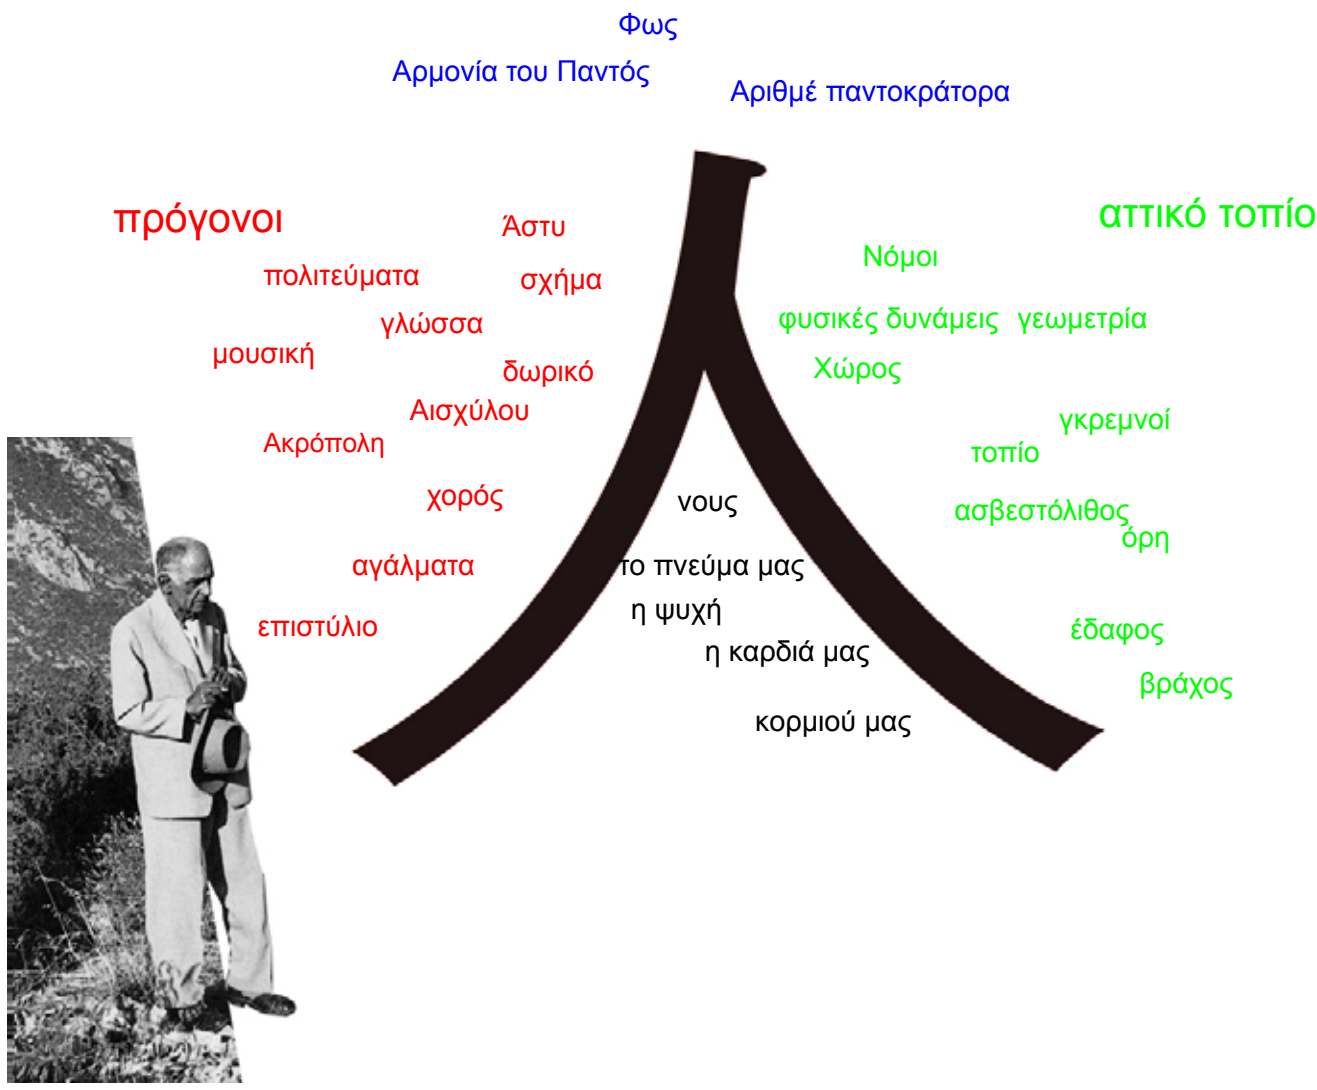 Φως
Αρμονία του Παντός
Αριθμέ παντοκράτορα
πρόγονοι
Άστυ
πολιτεύματα
σχήμα
γλώσσα
μουσική
δωρικό
Αισχύλου
Ακρόπολη
χορός
αγάλματα
επιστύλιο
νους
το πνεύμα μας
η ψυχή
η καρδιά μας
κορμιού μας
αττικό τοπίο
Νόμοι
φυσικές δυνάμεις
γεωμετρία
Χώρος
γκρεμνοί
τοπίο
ασβεστόλιθος
όρη
έδαφος
βράχος